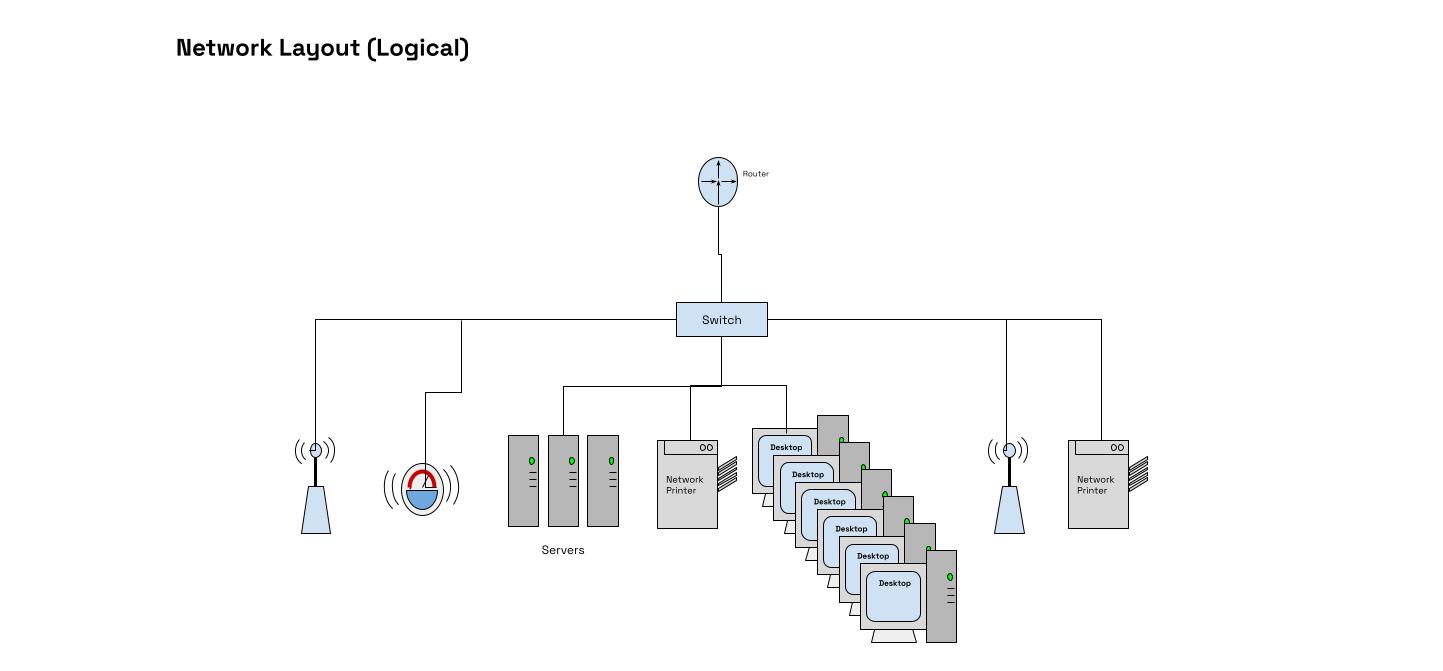 Network Layout (Logical)
Router
Switch
Desktop
Desktop
Network
Printer
Network
Printer
Desktop
Desktop
Servers
Desktop
Desktop